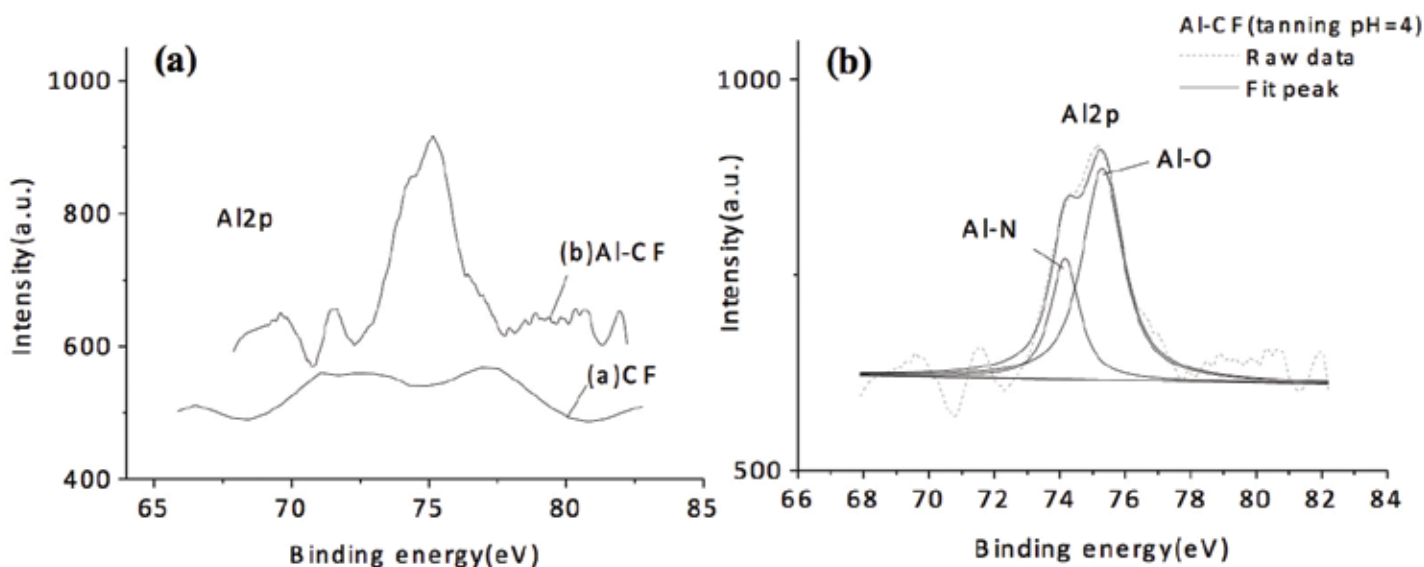 (a)
1000
800
600
400
Intensity(a.u.)
Al2p
(b)Al-CF
(a)CF
65 70 75 80 85
Binding energy(eV)
(b)
Al-CF(tanning pH=4)
Raw data
Fit peak
1000
500
Intensity(a.u.)
Al2p
Al-O
Al-N
66 68 70 72 74 76 78 80 82 84
Binding energy(eV)